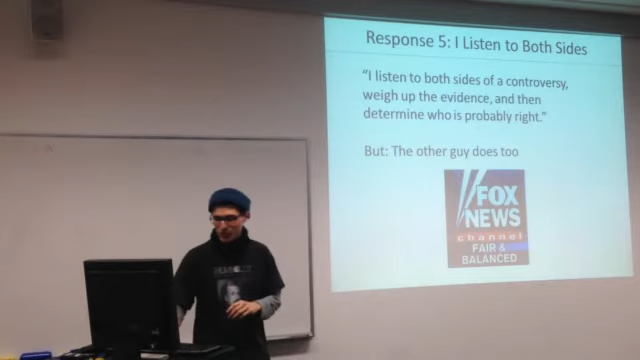 Response 5: I Listen to Both Sides
“I listen to both sides of a controversy,
weigh up the evidence, and then
determine who is probably right.”
But: The other guy does too
FOX
NEWS
channel
FAIR &
BALANCED